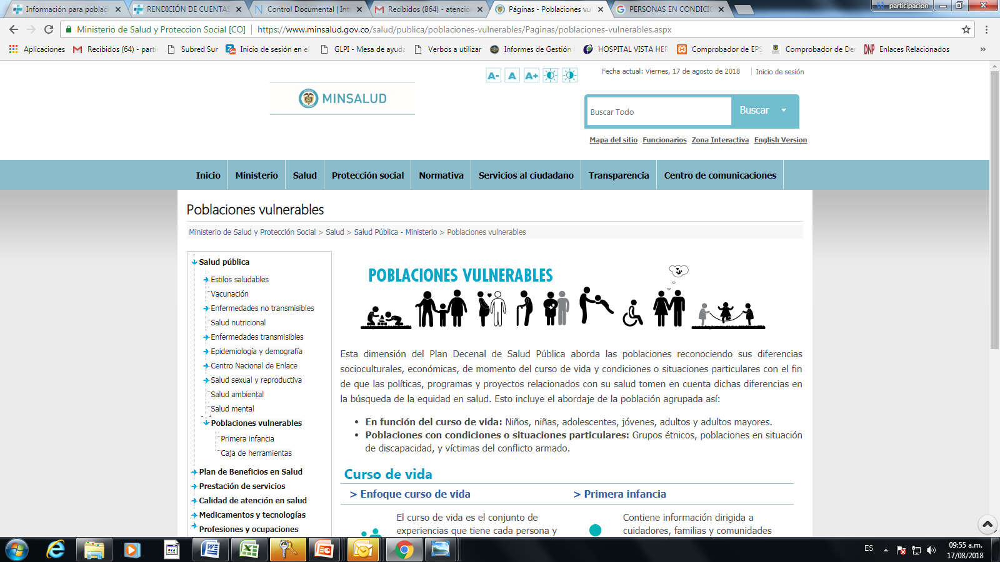 Información para poblaci
RENDICIÓN DE CUENTAS
Control Documental | Int
Recibidos (864) - atencion
Páginas - Poblaciones vul
PERSONAS EN CONDICIO
participacion
Ministerio de Salud y Proteccion Social [CO]
https://www.minsalud.gov.co/salud/publica/poblaciones-vulnerables/Paginas/poblaciones-vulnerables.aspx
Aplicaciones
Recibidos (64) - parti
Subred Sur
Inicio de sesión en el
GLPI - Mesa de ayuda
Verbos a utilizar
Informes de Gestión
HOSPITAL VISTA HER
Comprobador de EPS
Comprobador de Der
Enlaces Relacionados
»
A-
A
A+
Fecha actual: Viernes, 17 de agosto de 2018
Inicio de sesión
MINSALUD
Buscar Todo
Buscar
Mapa del sitio
Funcionarios
Zona Interactiva
English Version
Inicio
Ministerio
Salud
Protección social
Normativa
Servicios al ciudadano
Transparencia
Centro de comunicaciones
Poblaciones vulnerables
Ministerio de Salud y Protección Social > Salud > Salud Pública - Ministerio > Poblaciones vulnerables
Salud pública
Estilos saludables
Vacunación
Enfermedades no transmisibles
Salud nutricional
Enfermedades transmisibles
Epidemiología y demografía
Centro Nacional de Enlace
Salud sexual y reproductiva
Salud ambiental
Salud mental
Poblaciones vulnerables
Primera infancia
Caja de herramientas
Plan de Beneficios en Salud
Prestación de servicios
Calidad de atención en salud
Medicamentos y tecnologías
Profesiones y ocupaciones
POBLACIONES VULNERABLES
Esta dimensión del Plan Decenal de Salud Pública aborda las poblaciones reconociendo sus diferencias
socioculturales, económicas, de momento del curso de vida y condiciones o situaciones particulares con el fin
de que las políticas, programas y proyectos relacionados con su salud tomen en cuenta dichas diferencias en
la búsqueda de la equidad en salud. Esto incluye el abordaje de la población agrupada así:
• En función del curso de vida: Niños, niñas, adolescentes, jóvenes, adultos y adultos mayores.
• Poblaciones con condiciones o situaciones particulares: Grupos étnicos, poblaciones en situación
de discapacidad, y víctimas del conflicto armado.
Curso de vida
> Enfoque curso de vida
El curso de vida es el conjunto de
experiencias que tiene cada persona y
> Primera infancia
Contiene información dirigida a
cuidadores, familias y comunidades
ES
09:55 a.m.
17/08/2018